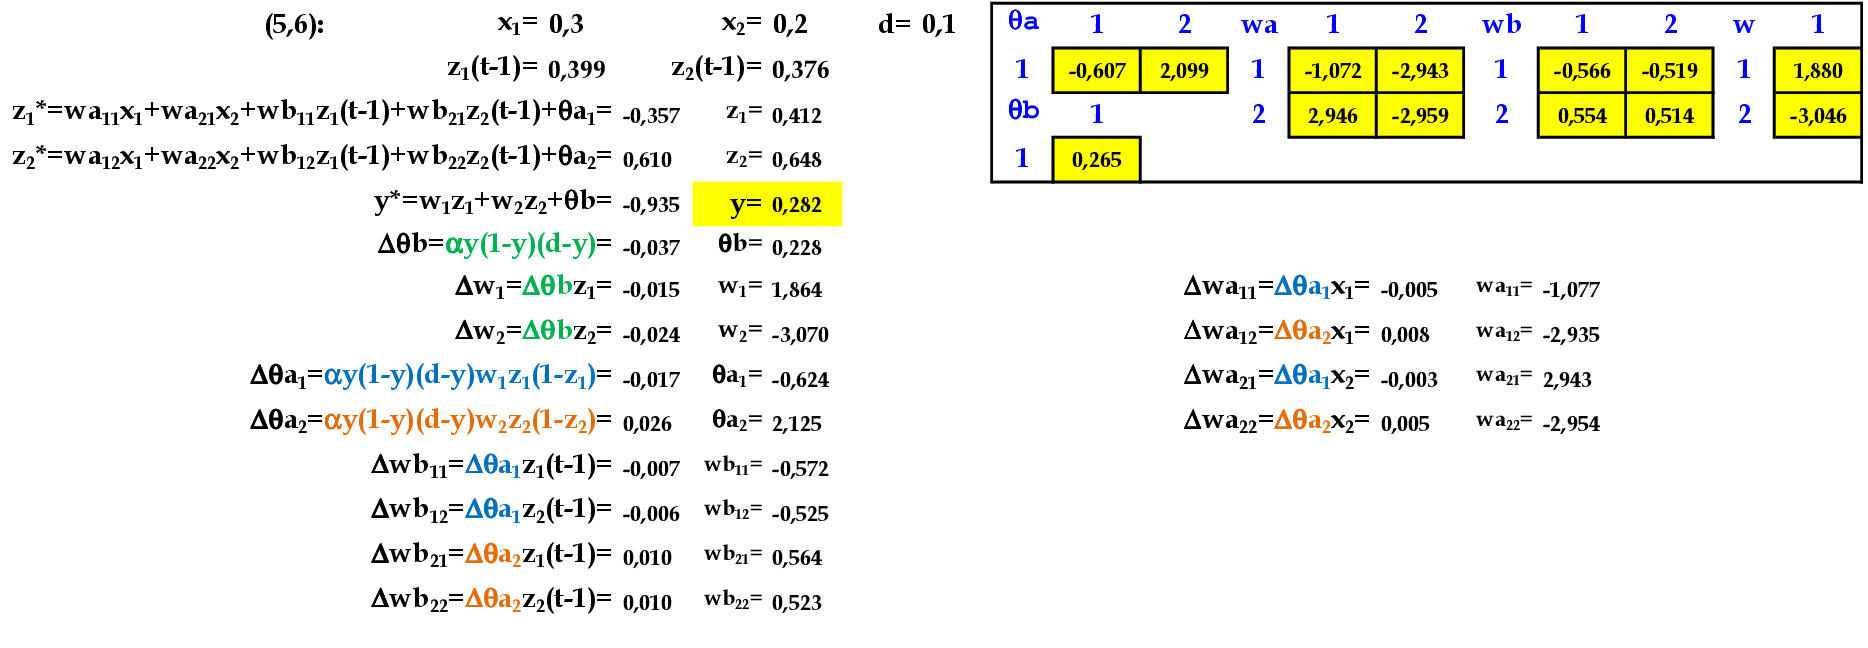 (5,6): x₁= 0,3 x₂= 0,2 d= 0,1
z₁(t-1)= 0,399 z₂(t-1)= 0,376
z₁*=wa₁₁x₁+wa₂₁x₂+wb₁₁z₁(t-1)+wb₂₁z₂(t-1)+θa₁= -0,357 z₁= 0,412
z₂*=wa₁₂x₁+wa₂₂x₂+wb₁₂z₁(t-1)+wb₂₂z₂(t-1)+θa₂= 0,610 z₂= 0,648
y*=w₁z₁+w₂z₂+θb= -0,935 y= 0,282
Δθb=αy(1-y)(d-y)= -0,037 θb= 0,228
Δw₁=Δθbz₁= -0,015 w₁= 1,864
Δw₂=Δθbz₂= -0,024 w₂= -3,070
Δθa₁=αy(1-y)(d-y)w₁z₁(1-z₁)= -0,017 θa₁= -0,624
Δθa₂=αy(1-y)(d-y)w₂z₂(1-z₂)= 0,026 θa₂= 2,125
Δwb₁₁=Δθa₁z₁(t-1)= -0,007 wb₁₁= -0,572
Δwb₁₂=Δθa₁z₂(t-1)= -0,006 wb₁₂= -0,525
Δwb₂₁=Δθa₂z₁(t-1)= 0,010 wb₂₁= 0,564
Δwb₂₂=Δθa₂z₂(t-1)= 0,010 wb₂₂= 0,523
θa 1 2 wa 1 2 wb 1 2 w 1
1 -0,607 2,099 1 -1,072 -2,943 1 -0,566 -0,519 1 1,880
θb 1 2 2,946 -2,959 2 0,554 0,514 2 -3,046
1 0,265
Δwa₁₁=Δθa₁x₁= -0,005 wa₁₁= -1,077
Δwa₁₂=Δθa₂x₁= 0,008 wa₁₂= -2,935
Δwa₂₁=Δθa₁x₂= -0,003 wa₂₁= 2,943
Δwa₂₂=Δθa₂x₂= 0,005 wa₂₂= -2,954